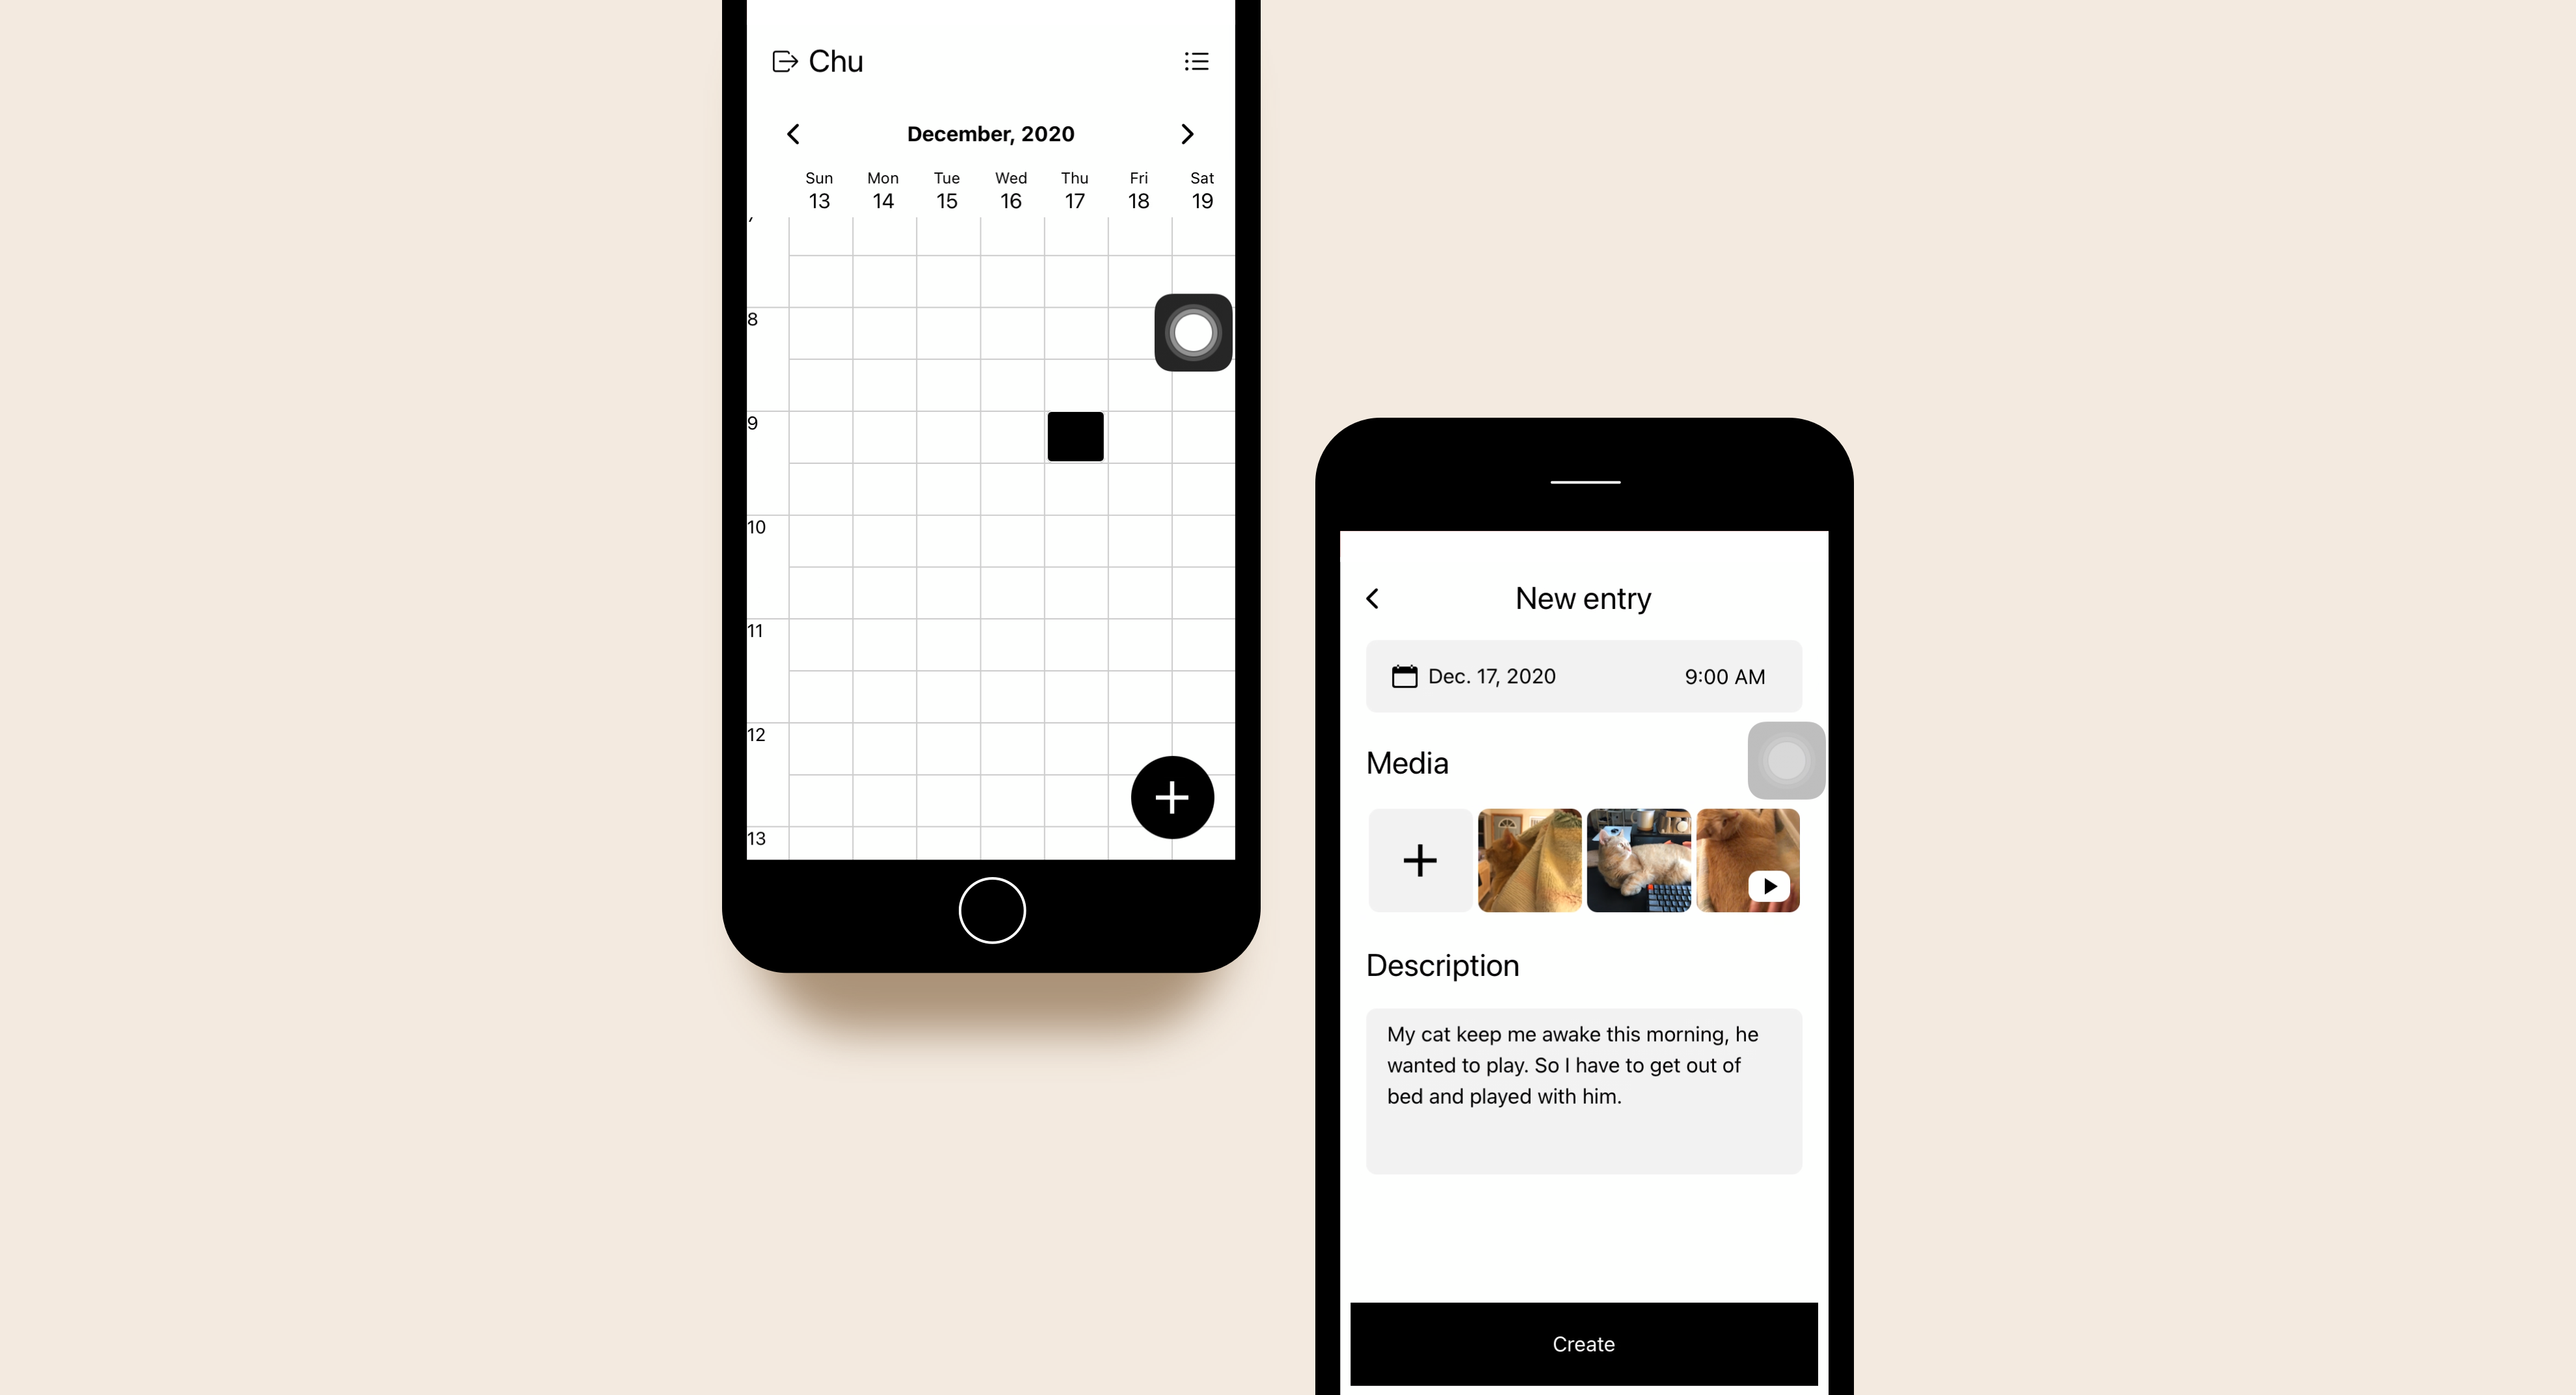 Chu
December, 2020
Sun Mon Tue Wed Thu Fri Sat
13 14 15 16 17 18 19
8
9
10
11
12
13
New entry
Dec. 17, 2020 9:00 AM
Media
Description
My cat keep me awake this morning, he
wanted to play. So I have to get out of
bed and played with him.
Create